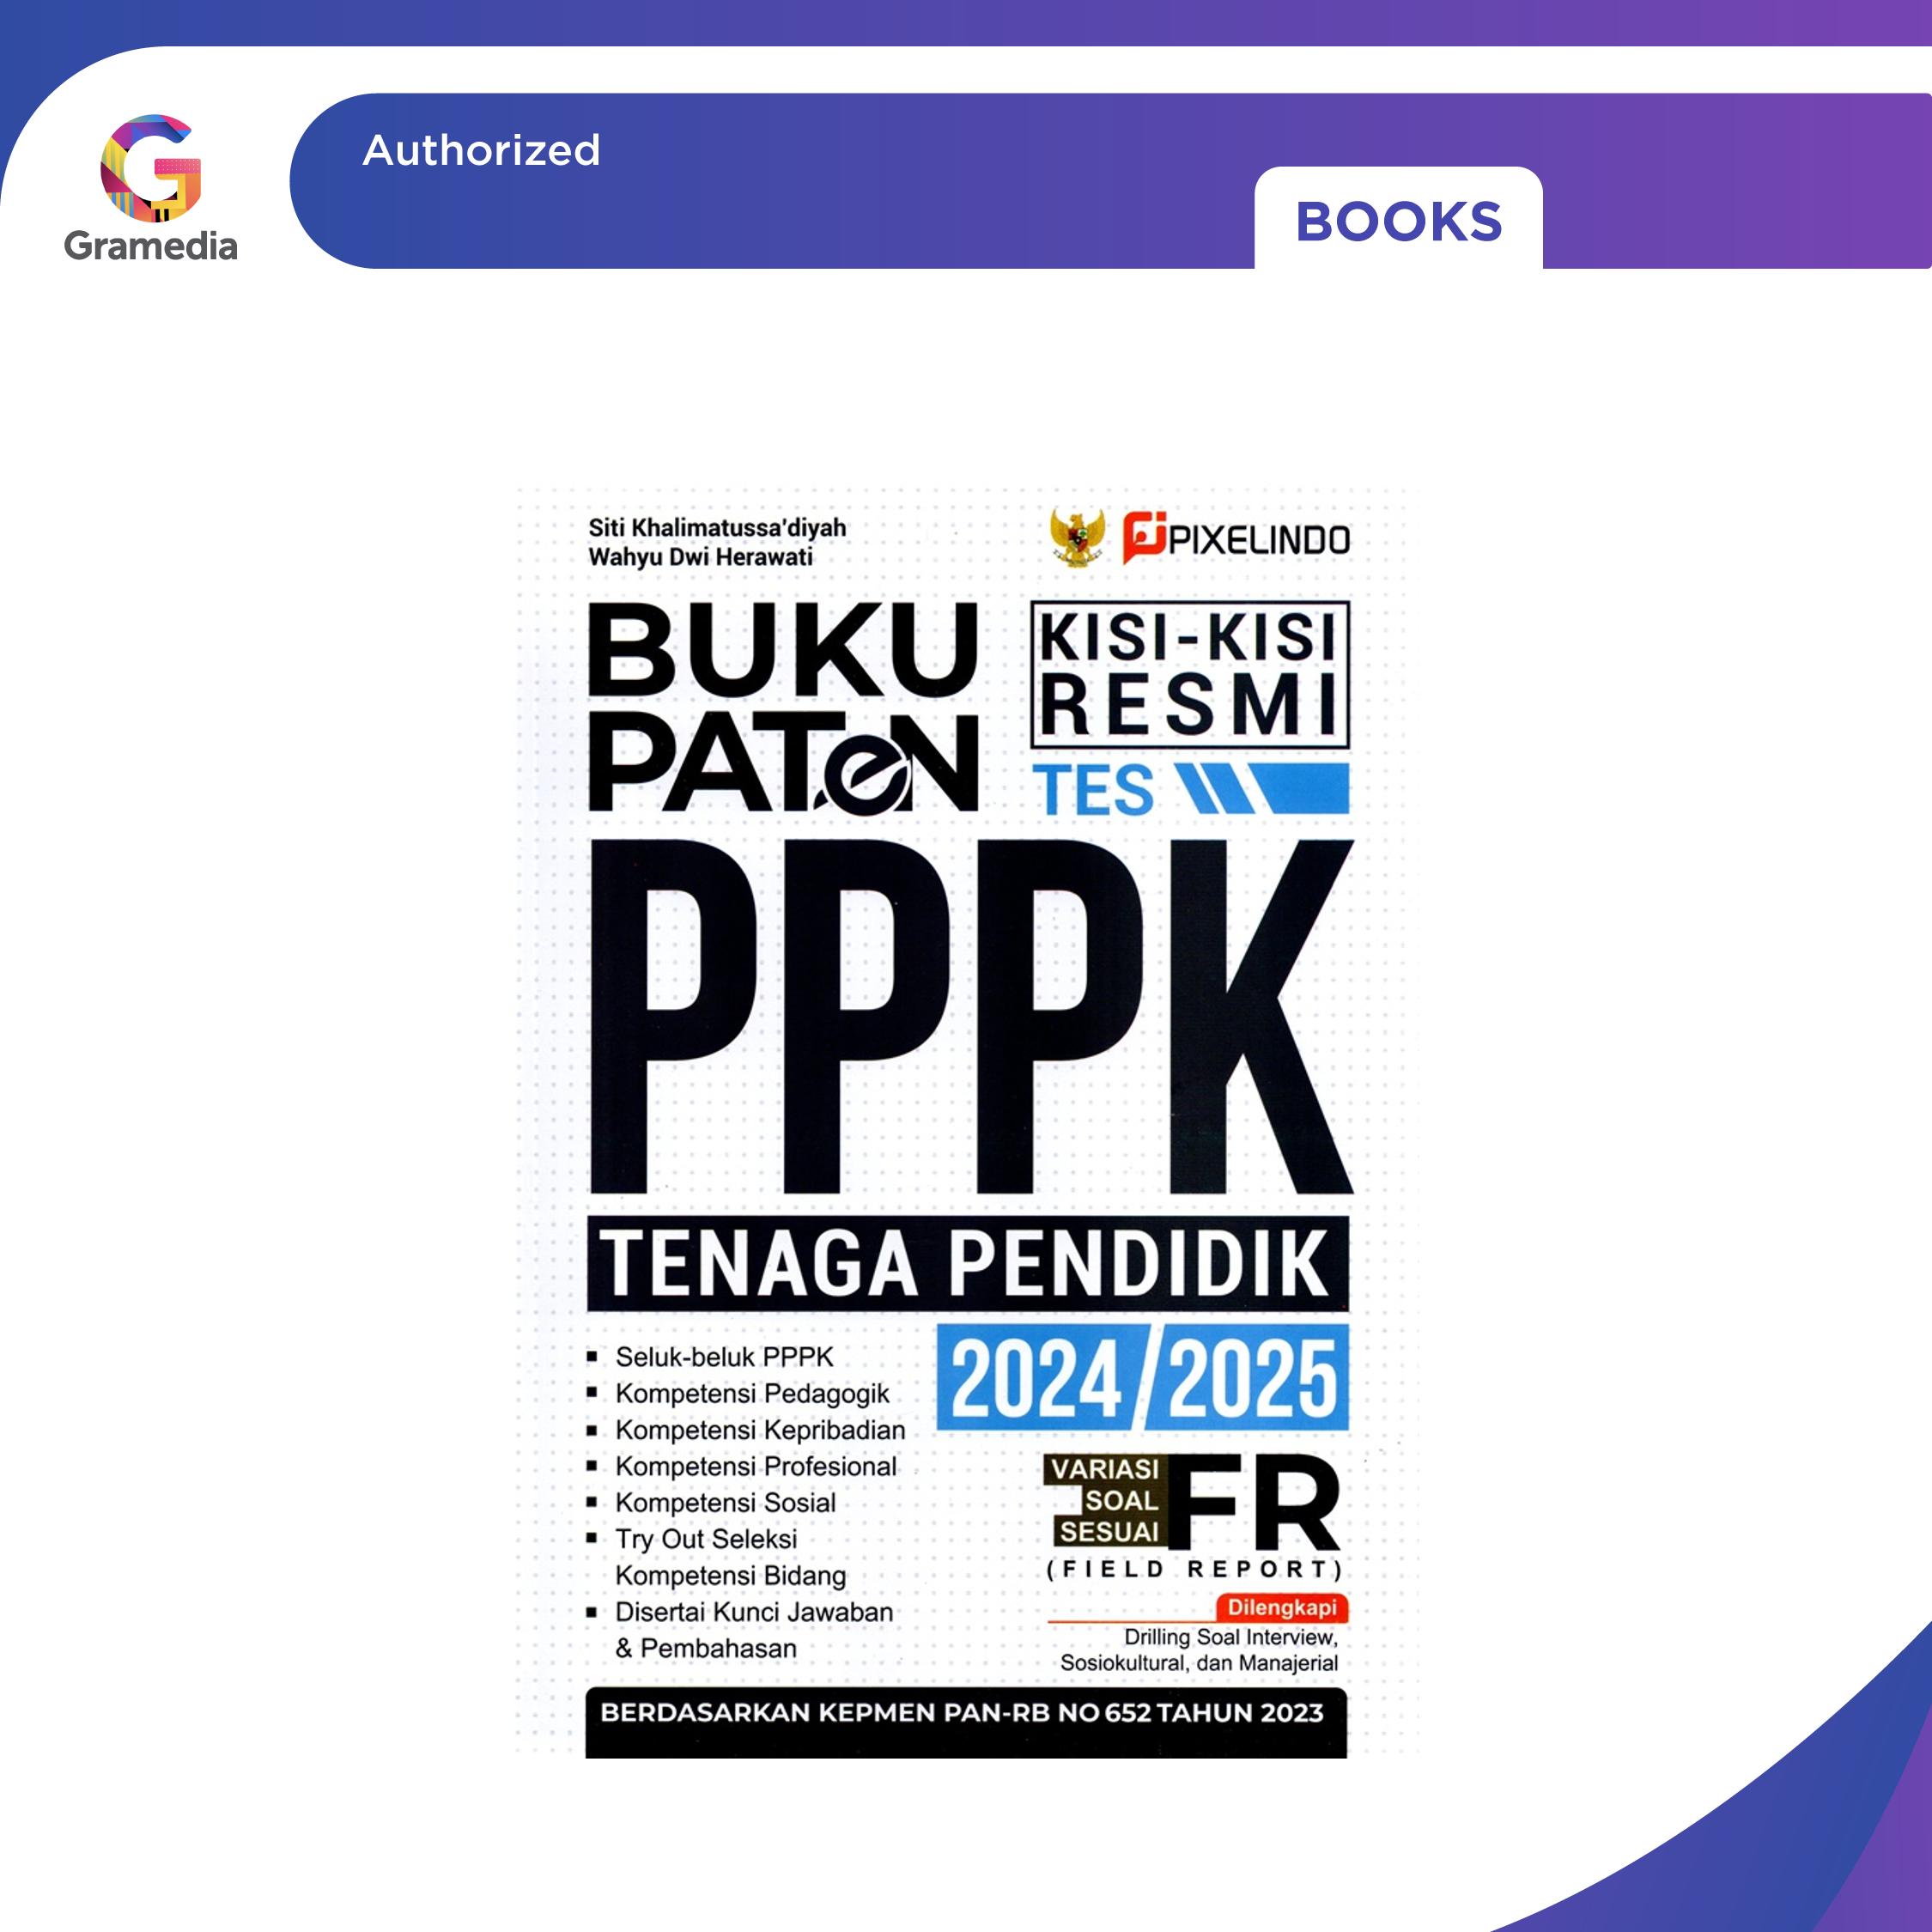 Gramedia
Authorized
BOOKS
Siti Khalimatussa'diyah
Wahyu Dwi Herawati
PIXELINDO
BUKU
PATeN
KISI-KISI
RESMI
TES
PPPK
TENAGA PENDIDIK
2024/2025
▪ Seluk-beluk PPPK
▪ Kompetensi Pedagogik
▪ Kompetensi Kepribadian
▪ Kompetensi Profesional
▪ Kompetensi Sosial
▪ Try Out Seleksi
Kompetensi Bidang
▪ Disertai Kunci Jawaban
& Pembahasan
VARIASI
SOAL
SESUAI
FR
(FIELD REPORT)
Dilengkapi
Drilling Soal Interview,
Sosiokultural, dan Manajerial
BERDASARKAN KEPMEN PAN-RB NO 652 TAHUN 2023